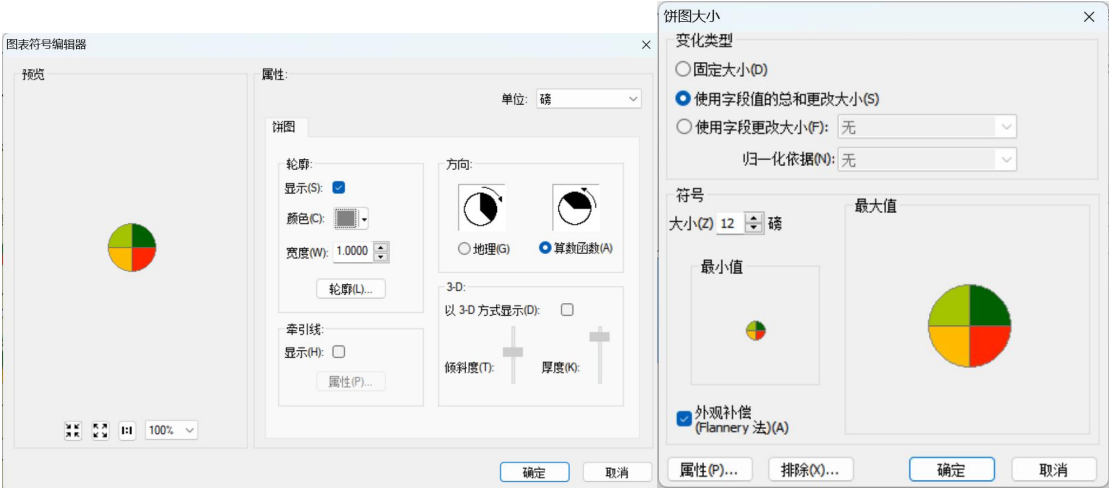 图表符号编辑器
预览
100%
属性:
单位: 磅
饼图
轮廓:
显示(S):
颜色(C):
宽度(W): 1.0000
轮廓(L)...
牵引线:
显示(H):
属性(P)...
方向:
地理(G)
算数函数(A)
3-D:
以 3-D 方式显示(D):
倾斜度(T):
厚度(K):
确定
取消
饼图大小
变化类型
固定大小(D)
使用字段值的总和更改大小(S)
使用字段更改大小(F): 无
归一化依据(N): 无
符号
大小(Z) 12 磅
最小值
最大值
外观补偿
(Flannery 法)(A)
属性(P)...
排除(X)...
确定
取消